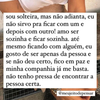 sou solteira, mas não adianta, eu
não sirvo pra ficar com um e
depois com outro! amo ser
sozinha e ficar sozinha. até
mesmo ficando com alguém, eu
gosto de ser apenas da pessoa e
se não deu certo, fico em paz e
minha companhia já me basta.
não tenho pressa de encontrar a
pessoa certa.